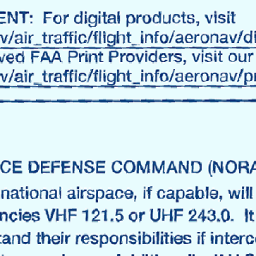 ENT: For digital products, visit
v/air_traffic/flight_info/aeronav/di
ved FAA Print Providers, visit our
v/air_traffic/flight_info/aeronav/pr
CE DEFENSE COMMAND (NORA
national airspace, if capable, will
ncies VHF 121.5 or UHF 243.0. It
tand their responsibilities if interc